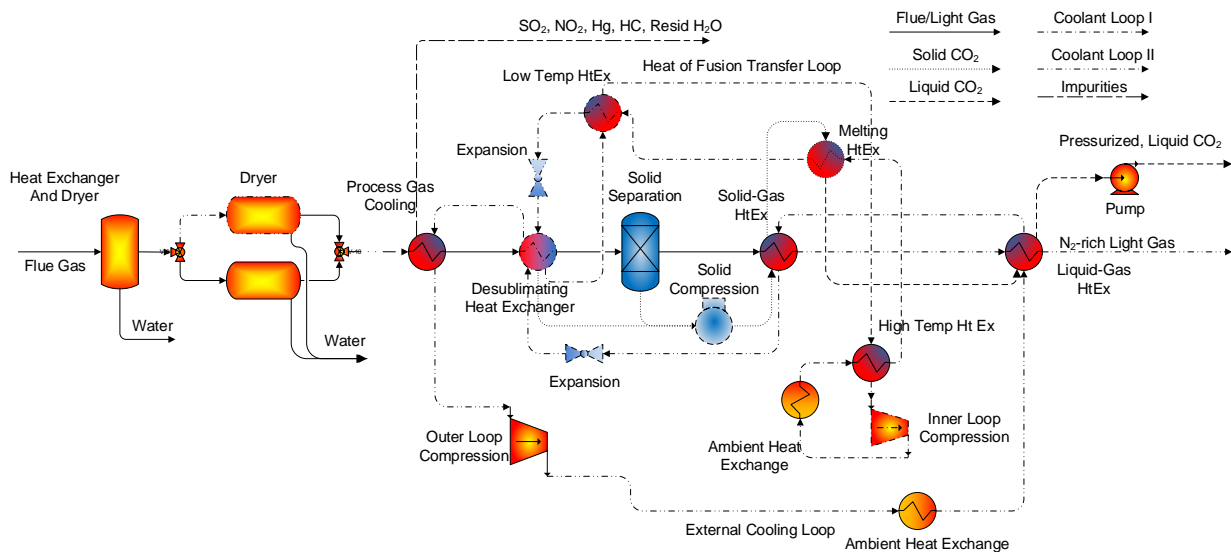 SO₂, NO₂, Hg, HC, Resid H₂O
Flue/Light Gas
Coolant Loop I
Solid CO₂
Coolant Loop II
Liquid CO₂
Impurities
Heat of Fusion Transfer Loop
Low Temp HtEx
Melting
HtEx
Pressurized, Liquid CO₂
Expansion
Heat Exchanger
And Dryer
Dryer
Process Gas
Cooling
Solid
Separation
Solid-Gas
HtEx
Pump
Flue Gas
N₂-rich Light Gas
Liquid-Gas
HtEx
Solid
Compression
Desublimating
Heat Exchanger
Water
Water
High Temp Ht Ex
Expansion
Inner Loop
Compression
Outer Loop
Compression
Ambient Heat
Exchange
External Cooling Loop
Ambient Heat Exchange